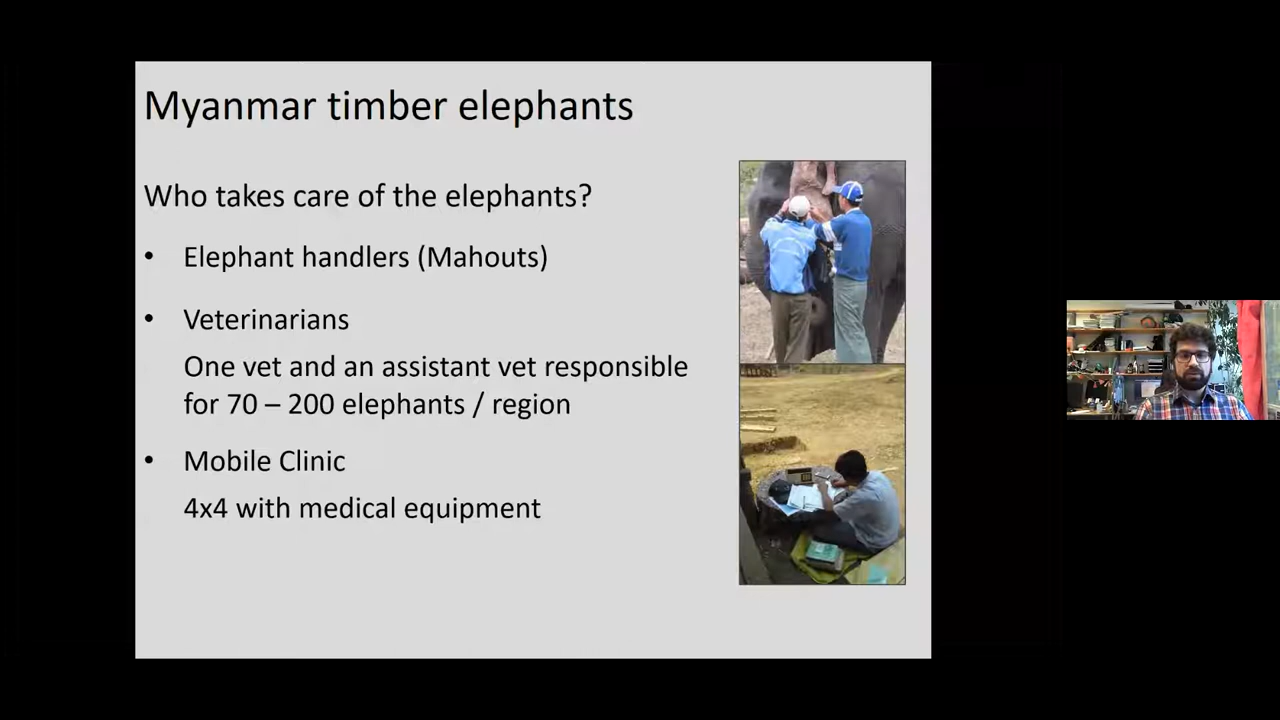 Myanmar timber elephants
Who takes care of the elephants?
• Elephant handlers (Mahouts)
• Veterinarians
One vet and an assistant vet responsible
for 70 – 200 elephants / region
• Mobile Clinic
4x4 with medical equipment